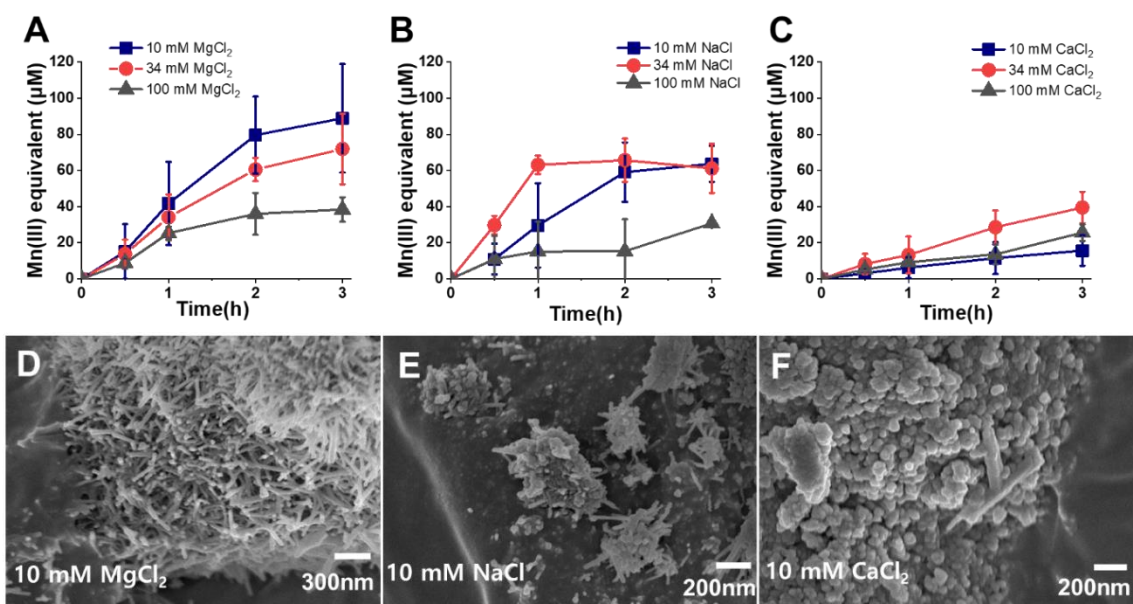 A
10 mM MgCl₂
34 mM MgCl₂
100 mM MgCl₂
Mn(III) equivalent (µM)
120
100
80
60
40
20
0
0 1 2 3
Time(h)
B
10 mM NaCl
34 mM NaCl
100 mM NaCl
Mn(III) equivalent (µM)
120
100
80
60
40
20
0
0 1 2 3
Time(h)
C
10 mM CaCl₂
34 mM CaCl₂
100 mM CaCl₂
Mn(III) equivalent (µM)
120
100
80
60
40
20
0
0 1 2 3
Time(h)
D
10 mM MgCl₂
300nm
E
10 mM NaCl
200nm
F
10 mM CaCl₂
200nm